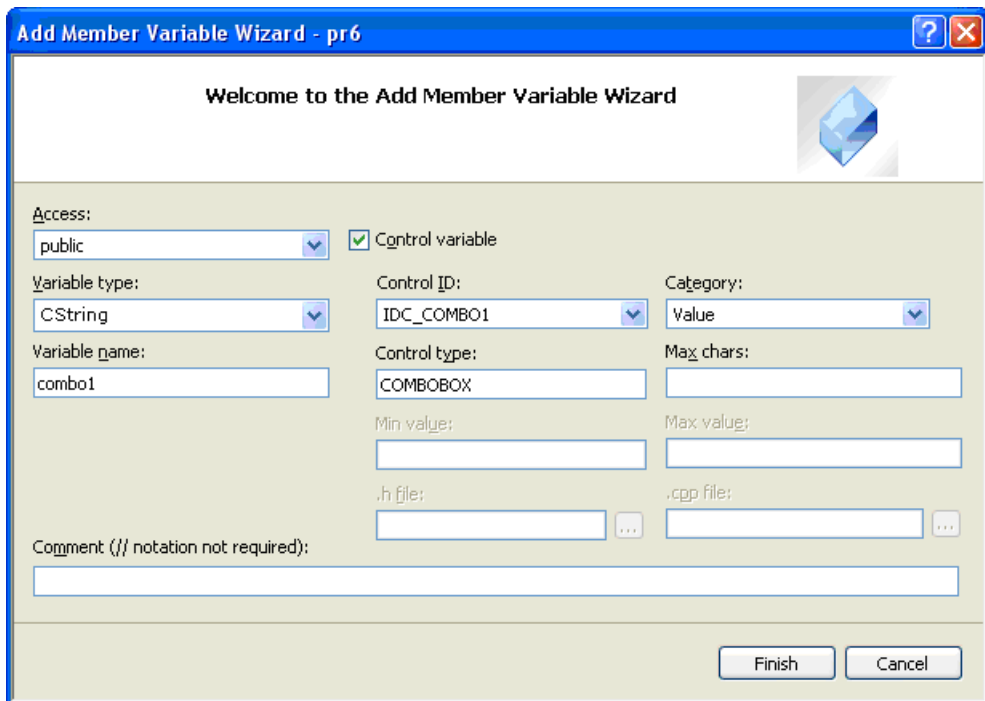 Add Member Variable Wizard - pr6
Welcome to the Add Member Variable Wizard
Access:
public
Control variable
Variable type:
Control ID:
Category:
CString
IDC_COMBO1
Value
Variable name:
Control type:
Max chars:
combo1
COMBOBOX
Min value:
Max value:
.h file:
.cpp file:
...
...
Comment (// notation not required):
Finish
Cancel